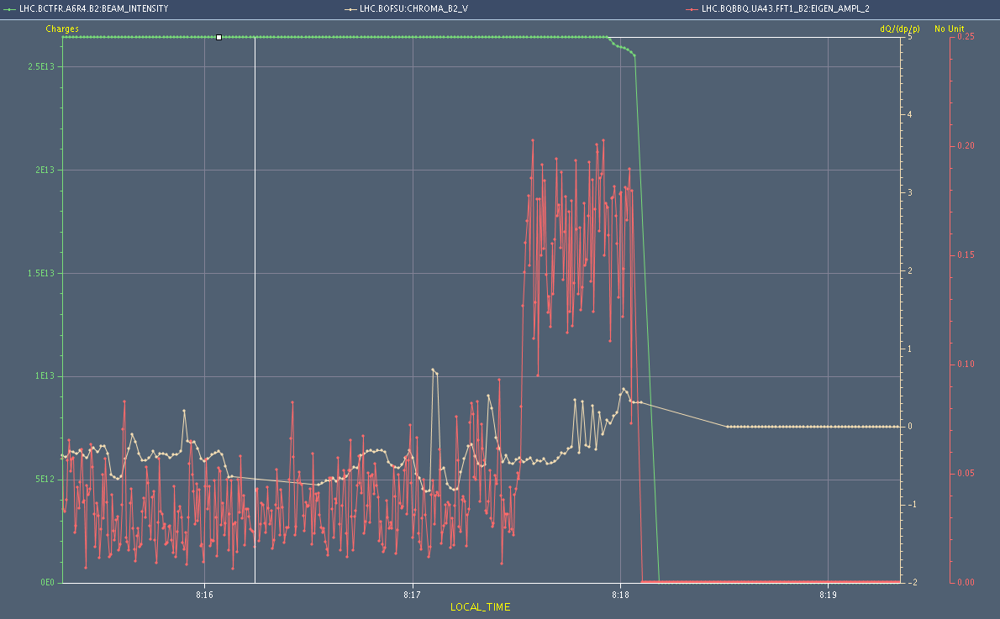 LHC.BCTFR.A6R4.B2:BEAM_INTENSITY LHC.BOFSU:CHROMA_B2_V LHC.BQBBQ.UA43.FFT1_B2:EIGEN_AMPL_2
Charges dQ/(dp/p) No Unit
5 0.25
2.5E13
4
0.20
2E13
3
0.15
1.5E13 2
1
0.10
1E13
0
0.05
5E12
-1
0E0 -2 0.00
8:16 8:17 8:18 8:19
LOCAL_TIME